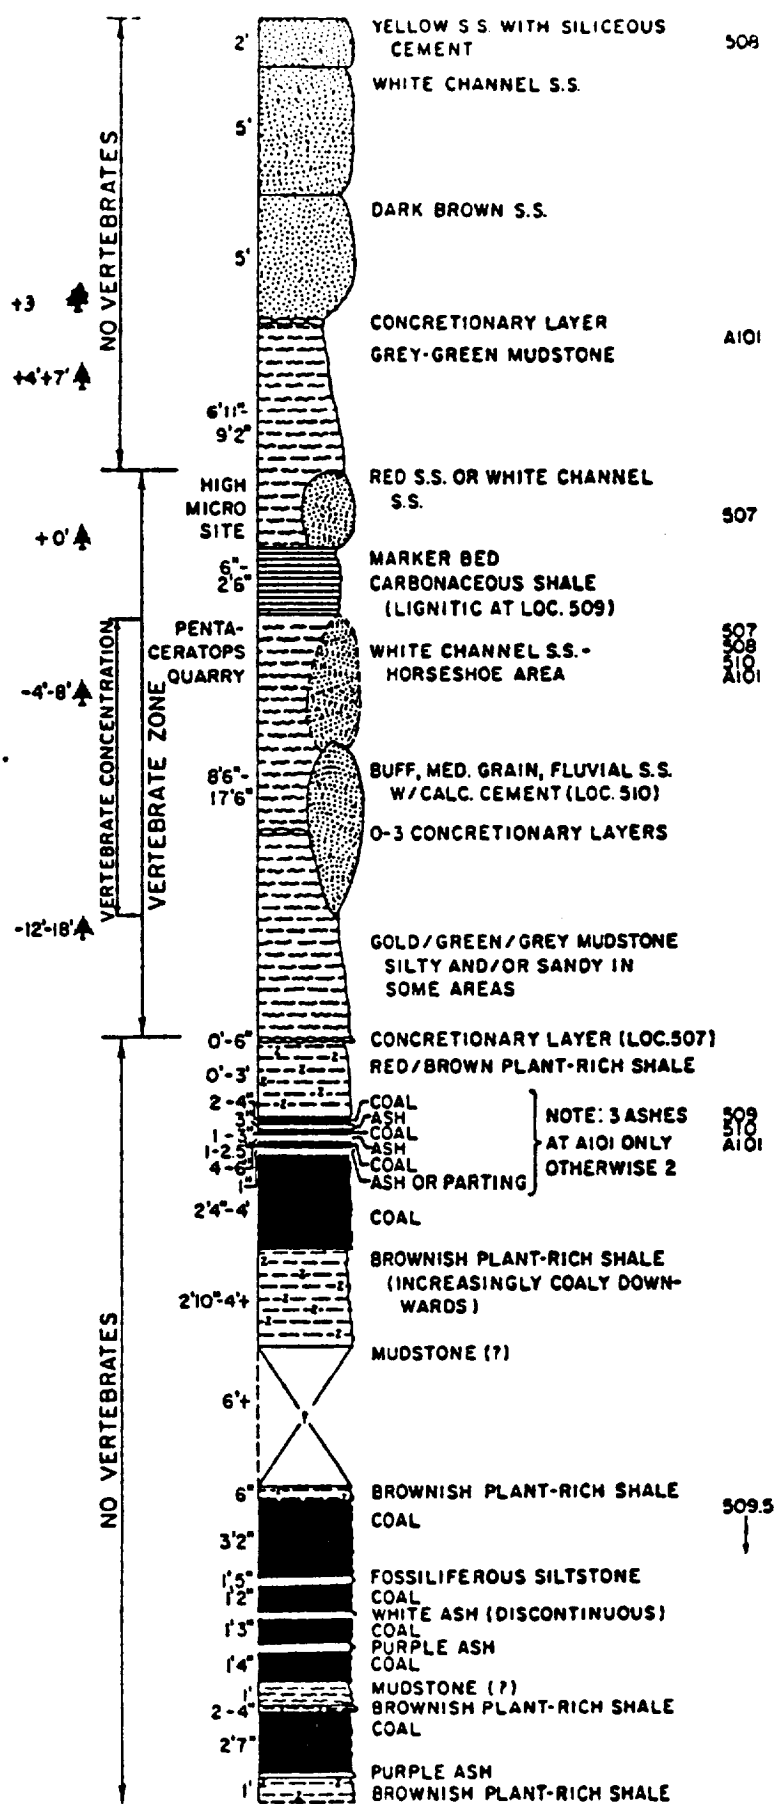 2' YELLOW S S. WITH SILICEOUS 508
CEMENT
WHITE CHANNEL S.S.
5'
DARK BROWN S.S.
5'
NO VERTEBRATES
+3
CONCRETIONARY LAYER
A101
GREY-GREEN MUDSTONE
+4'+7'
6'11"-
9'2"
HIGH
MICRO
SITE
RED S.S. OR WHITE CHANNEL
S.S.
507
+0'
6"-
2'6"
MARKER BED
CARBONACEOUS SHALE
(LIGNITIC AT LOC. 509)
PENTA-
CERATOPS
QUARRY
507
508
510
A101
WHITE CHANNEL S.S.-
HORSESHOE AREA
-4'-8'
VERTEBRATE CONCENTRATION
VERTEBRATE ZONE
8'6"-
17'6"
BUFF, MED. GRAIN, FLUVIAL S.S.
W/CALC. CEMENT (LOC. 510)
0-3 CONCRETIONARY LAYERS
-12'-18'
GOLD/GREEN/GREY MUDSTONE
SILTY AND/OR SANDY IN
SOME AREAS
0'-6" CONCRETIONARY LAYER (LOC.507)
0'-3' RED/BROWN PLANT-RICH SHALE
2-4" COAL
ASH
COAL
1-2.5" ASH
4-6" COAL
1" ASH OR PARTING
NOTE: 3 ASHES
AT A101 ONLY
OTHERWISE 2
509
510
A101
2'4"-4' COAL
BROWNISH PLANT-RICH SHALE
(INCREASINGLY COALY DOWN-
WARDS)
2'10"-4'+
MUDSTONE (?)
6'+
?
NO VERTEBRATES
6" BROWNISH PLANT-RICH SHALE
509.5
COAL
3'2"
1'.5" FOSSILIFEROUS SILTSTONE
1'2" COAL
WHITE ASH (DISCONTINUOUS)
1'3" COAL
PURPLE ASH
1'4" COAL
1' MUDSTONE (?)
2-4" BROWNISH PLANT-RICH SHALE
COAL
2'7"
PURPLE ASH
1' BROWNISH PLANT-RICH SHALE